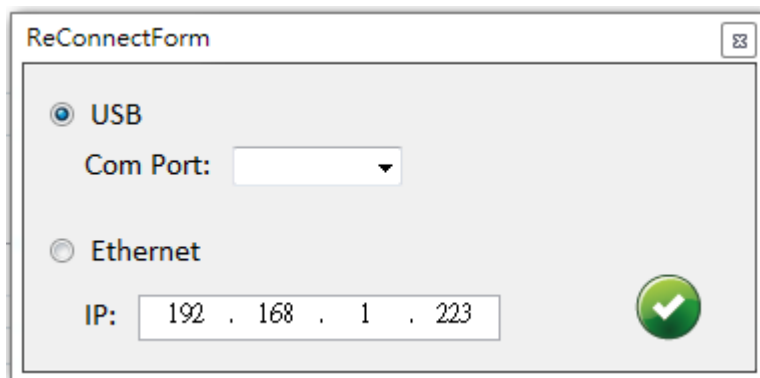 ReConnectForm
USB
Com Port:
Ethernet
IP: 192 . 168 . 1 . 223